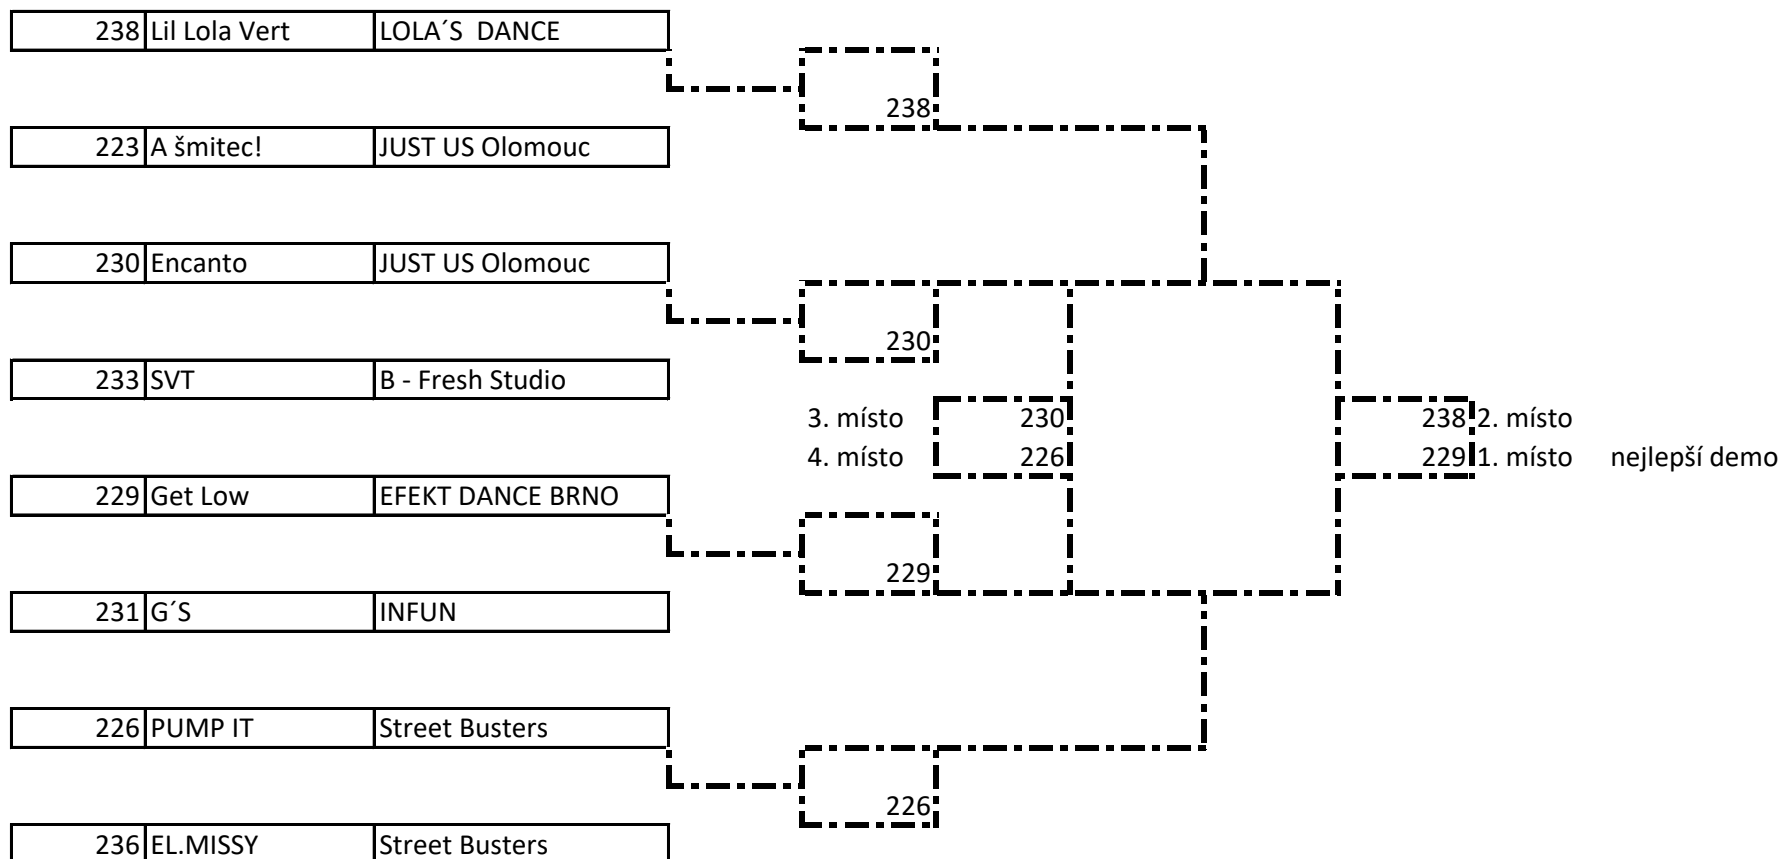 238 Lil Lola Vert LOLA´S  DANCE
238
223 A šmitec! JUST US Olomouc
230 Encanto JUST US Olomouc
230
233 SVT B - Fresh Studio
3. místo 230 238 2. místo
4. místo 226 229 1. místo nejlepší demo
229 Get Low EFEKT DANCE BRNO
229
231 G´S INFUN
226 PUMP IT Street Busters
226
236 EL.MISSY Street Busters